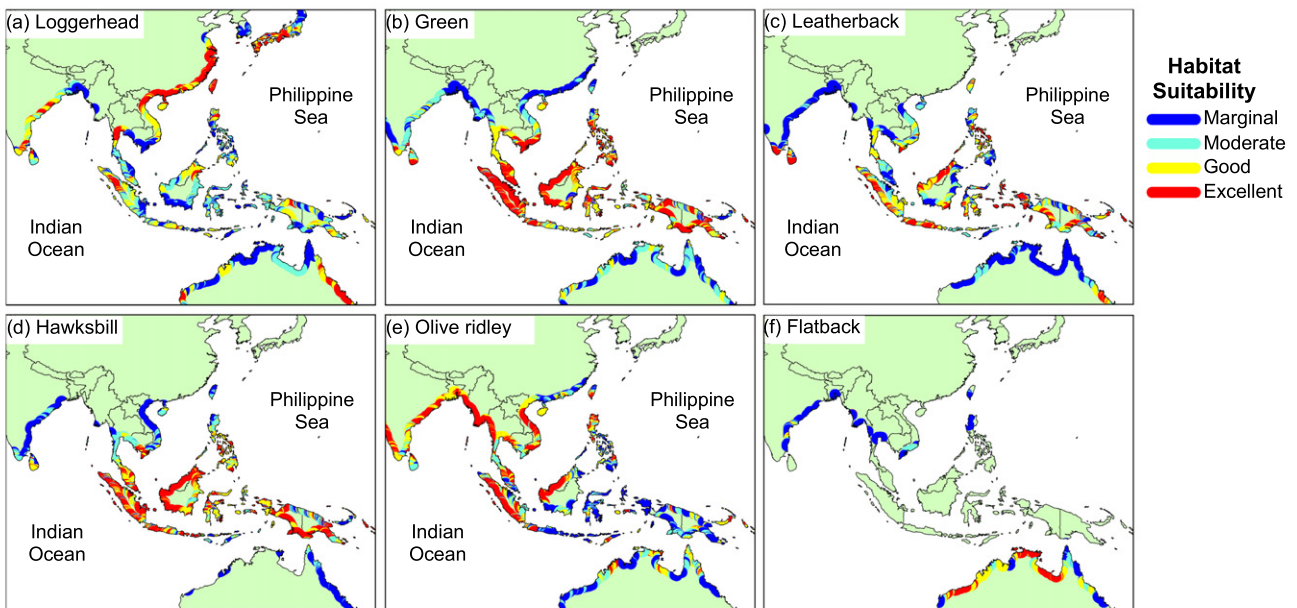 (a) Loggerhead
Philippine
Sea
Indian
Ocean
(b) Green
Philippine
Sea
Indian
Ocean
(c) Leatherback
Philippine
Sea
Indian
Ocean
Habitat
Suitability
Marginal
Moderate
Good
Excellent
(d) Hawksbill
Philippine
Sea
Indian
Ocean
(e) Olive ridley
Philippine
Sea
Indian
Ocean
(f) Flatback